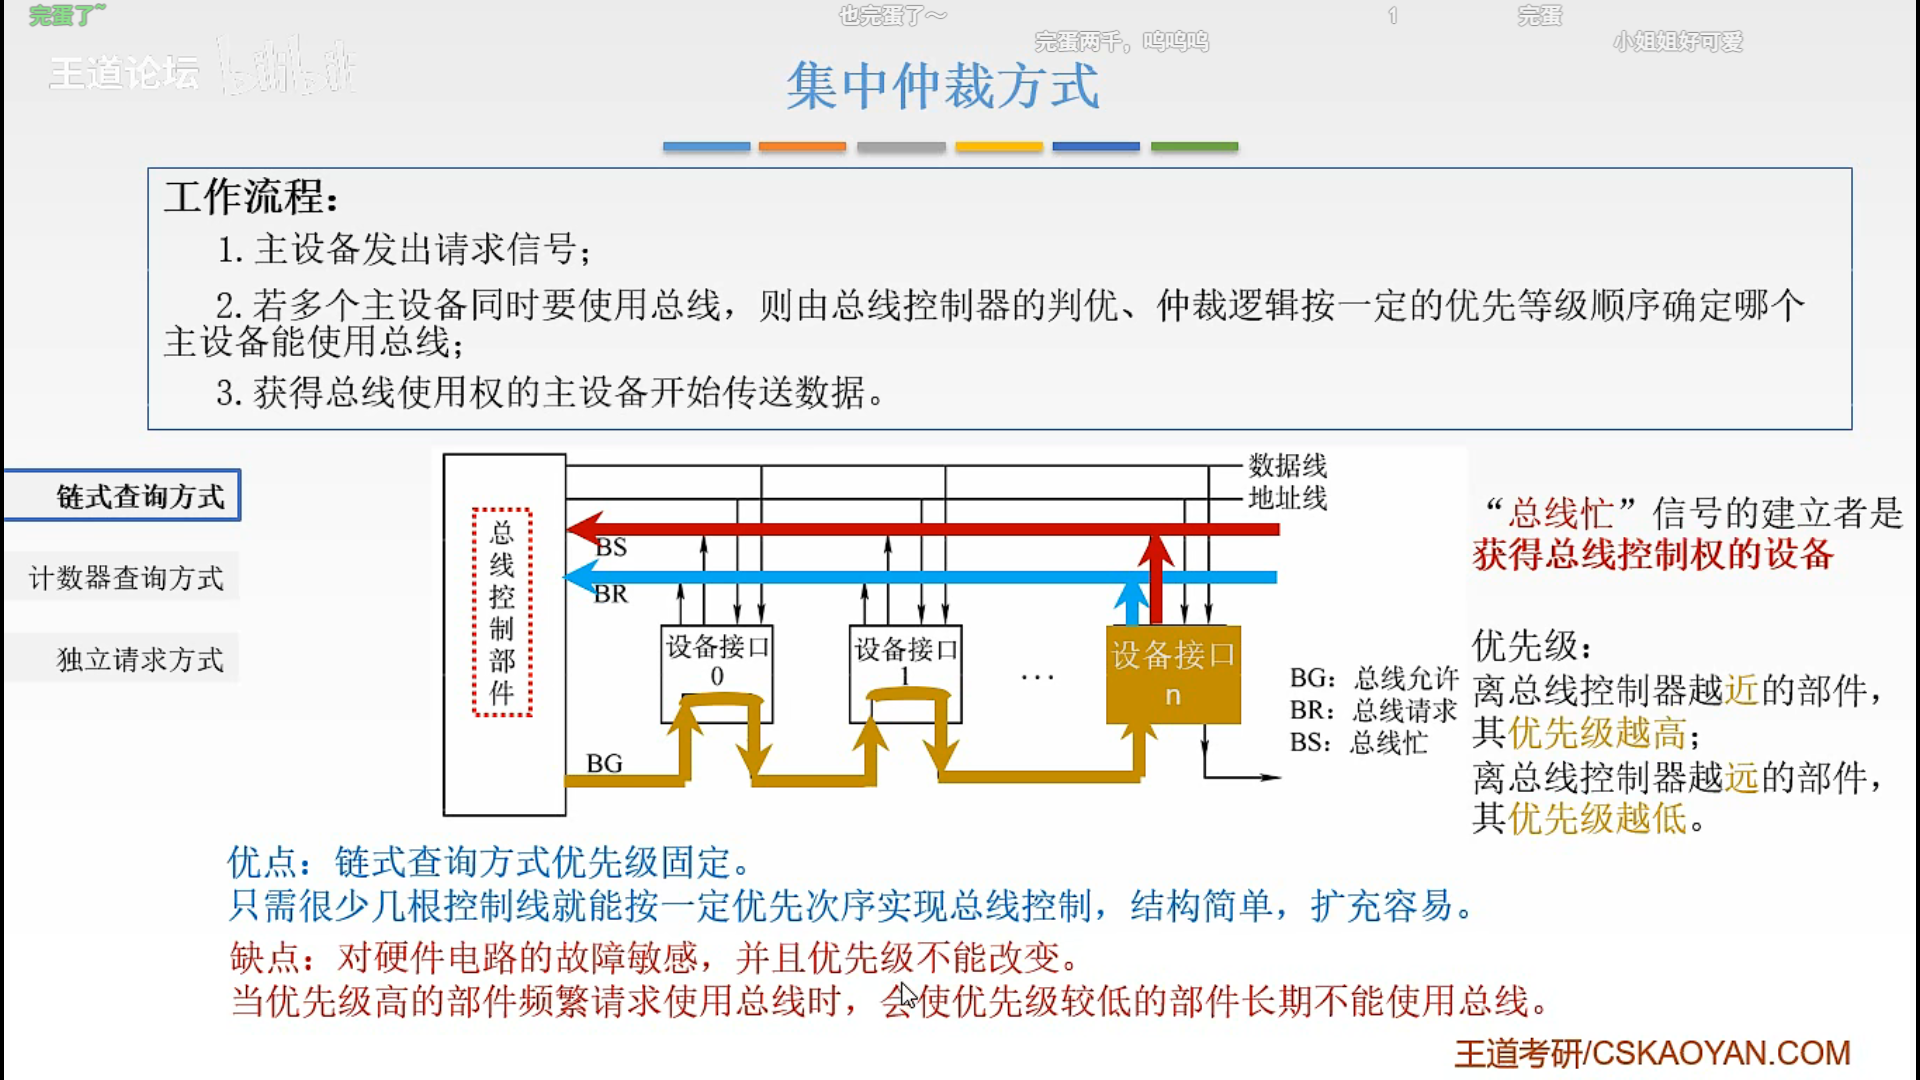 完蛋了~
也完蛋了～
1
完蛋
完蛋两千，呜呜呜
小姐姐好可爱
王道论坛 bilibili
集中仲裁方式
工作流程：
1. 主设备发出请求信号；
2. 若多个主设备同时要使用总线，则由总线控制器的判优、仲裁逻辑按一定的优先等级顺序确定哪个
主设备能使用总线；
3. 获得总线使用权的主设备开始传送数据。
链式查询方式
计数器查询方式
独立请求方式
总线控制部件
数据线
地址线
BS
BR
设备接口
0
设备接口
1
…
设备接口
n
BG
BG：总线允许
BR：总线请求
BS：总线忙
“总线忙”信号的建立者是
获得总线控制权的设备
优先级：
离总线控制器越近的部件，
其优先级越高；
离总线控制器越远的部件，
其优先级越低。
优点：链式查询方式优先级固定。
只需很少几根控制线就能按一定优先次序实现总线控制，结构简单，扩充容易。
缺点：对硬件电路的故障敏感，并且优先级不能改变。
当优先级高的部件频繁请求使用总线时，会使优先级较低的部件长期不能使用总线。
王道考研/CSKAOYAN.COM